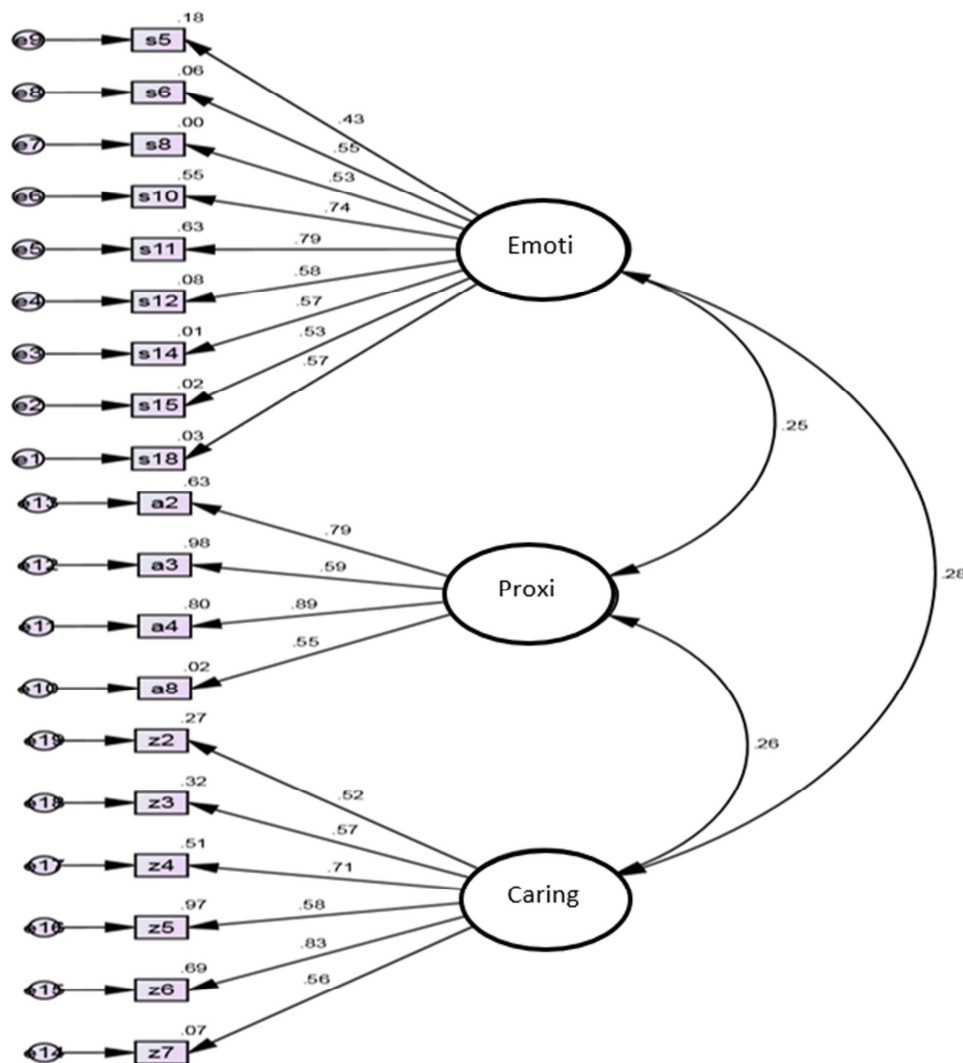 .18
e9 s5
.06
e8 s6
.00
e7 s8
.43
.55
.53
.55
e6 s10
.74
.63
e5 s11
.79
Emoti
.08
e4 s12
.58
.57
.01
e3 s14
.53
.02
e2 s15
.57
.03
e1 s18
.25
.63
e13 a2
.79
.98
e12 a3
.59
Proxi
.28
.80
e11 a4
.89
.02
e10 a8
.55
.27
e19 z2
.26
.32
e18 z3
.52
.57
.51
e17 z4
.71
Caring
.97
e16 z5
.58
.83
.69
e15 z6
.56
.07
e14 z7